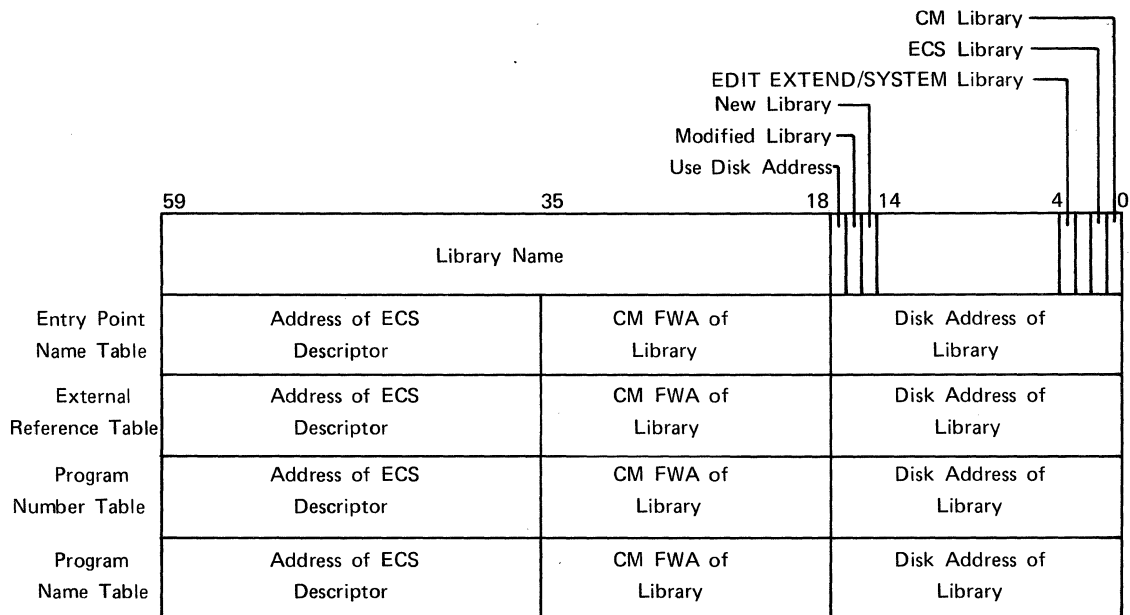 CM Library
ECS Library
EDIT EXTEND/SYSTEM Library
New Library
Modified Library
Use Disk Address
59 35 18 14 4 0
Library Name
Entry Point Address of ECS CM FWA of Disk Address of
Name Table Descriptor Library Library
External Address of ECS CM FWA of Disk Address of
Reference Table Descriptor Library Library
Program Address of ECS CM FWA of Disk Address of
Number Table Descriptor Library Library
Program Address of ECS CM FWA of Disk Address of
Name Table Descriptor Library Library